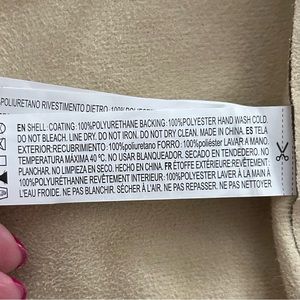 POLIURETANO RIVESTIMENTO DIETRO:100%POLIESTE
EN SHELL:COATING:100%POLYURETHANE BACKING:100%POLYESTER HAND WASH COLD.
DO NOT BLEACH. LINE DRY. DO NOT IRON. DO NOT DRY CLEAN. MADE IN CHINA. ES TELA
EXTERIOR:RECUBRIMIENTO: 100%poliuretano FORRO: 100%poliéster LAVAR A MANO.
TEMPERATURA MÁXIMA 40 ºC. NO USAR BLANQUEADOR. SECADO EN TENDEDERO. NO
PLANCHAR. NO LIMPIEZA EN SECO. HECHO EN CHINA. FR ÉTOFFE EXTÉRIEURE REVÊTEMENT:
100%POLYURÉTHANNE REVÊTEMENT INTERIEUR:100%POLYESTER LAVER À LA MAIN
À L'EAU FROIDE. NE PAS BLANCHIR. SÉCHER À L'AIR. NE PAS REPASSER. NE PAS NETTOYER